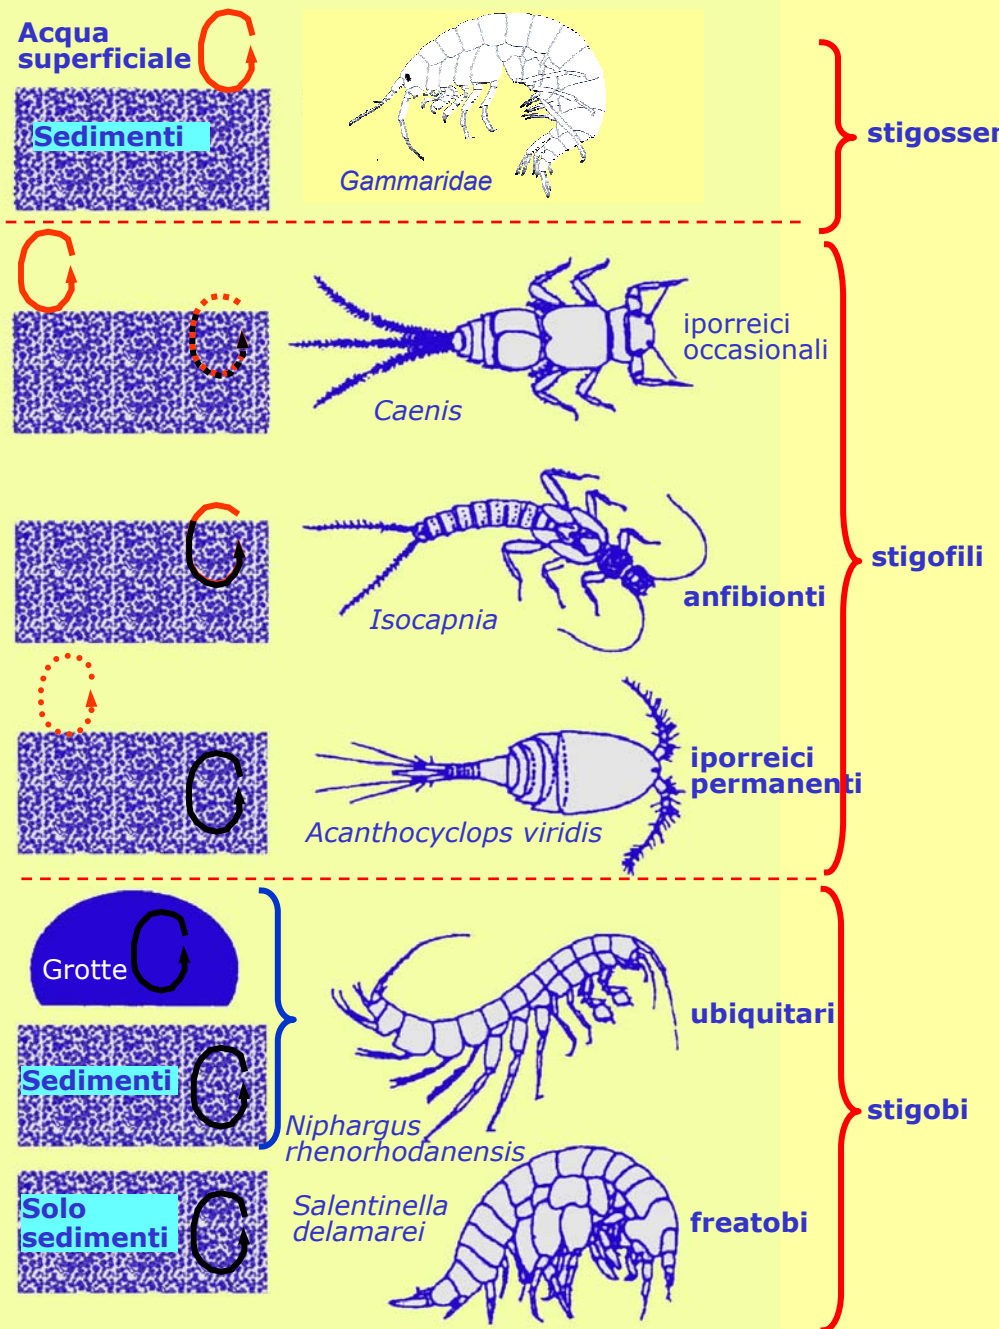 Acqua
superficiale
Sedimenti
Gammaridae
stigosser
iporreici
occasionali
Caenis
stigofili
anfibionti
Isocapnia
iporreici
permanenti
Acanthocyclops viridis
Grotte
ubiquitari
Sedimenti
stigobi
Niphargus
rhenorhodanensis
Solo
sedimenti
Salentinella
delamarei
freatobi